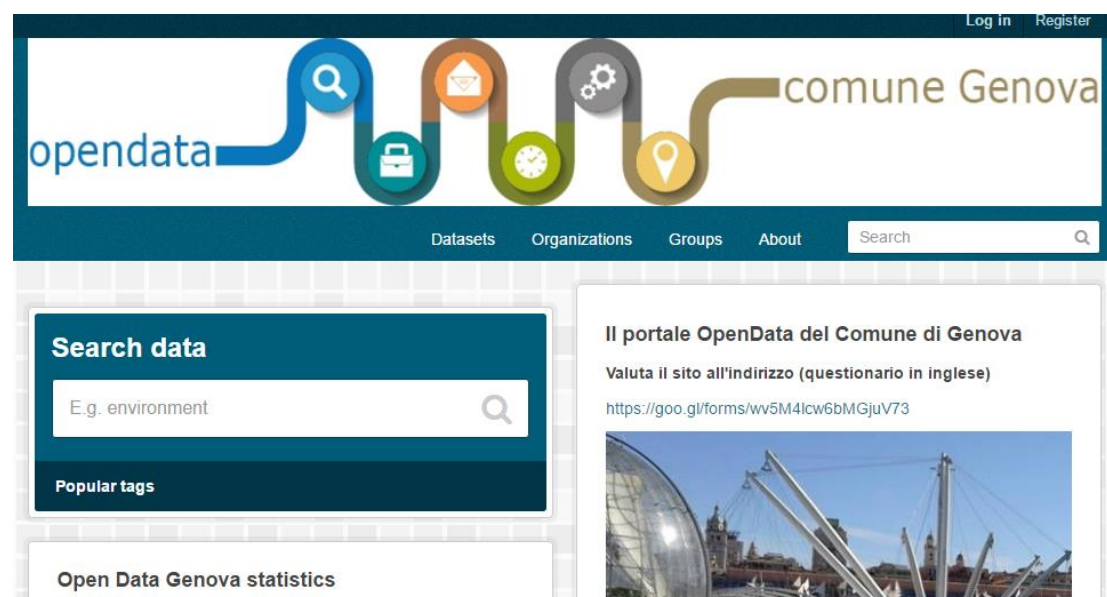 Log in Register
opendata
comune Genova
Datasets Organizations Groups About Search
Search data
E.g. environment
Popular tags
Open Data Genova statistics
Il portale OpenData del Comune di Genova
Valuta il sito all'indirizzo (questionario in inglese)
https://goo.gl/forms/wv5M4lcw6bMGjuV73